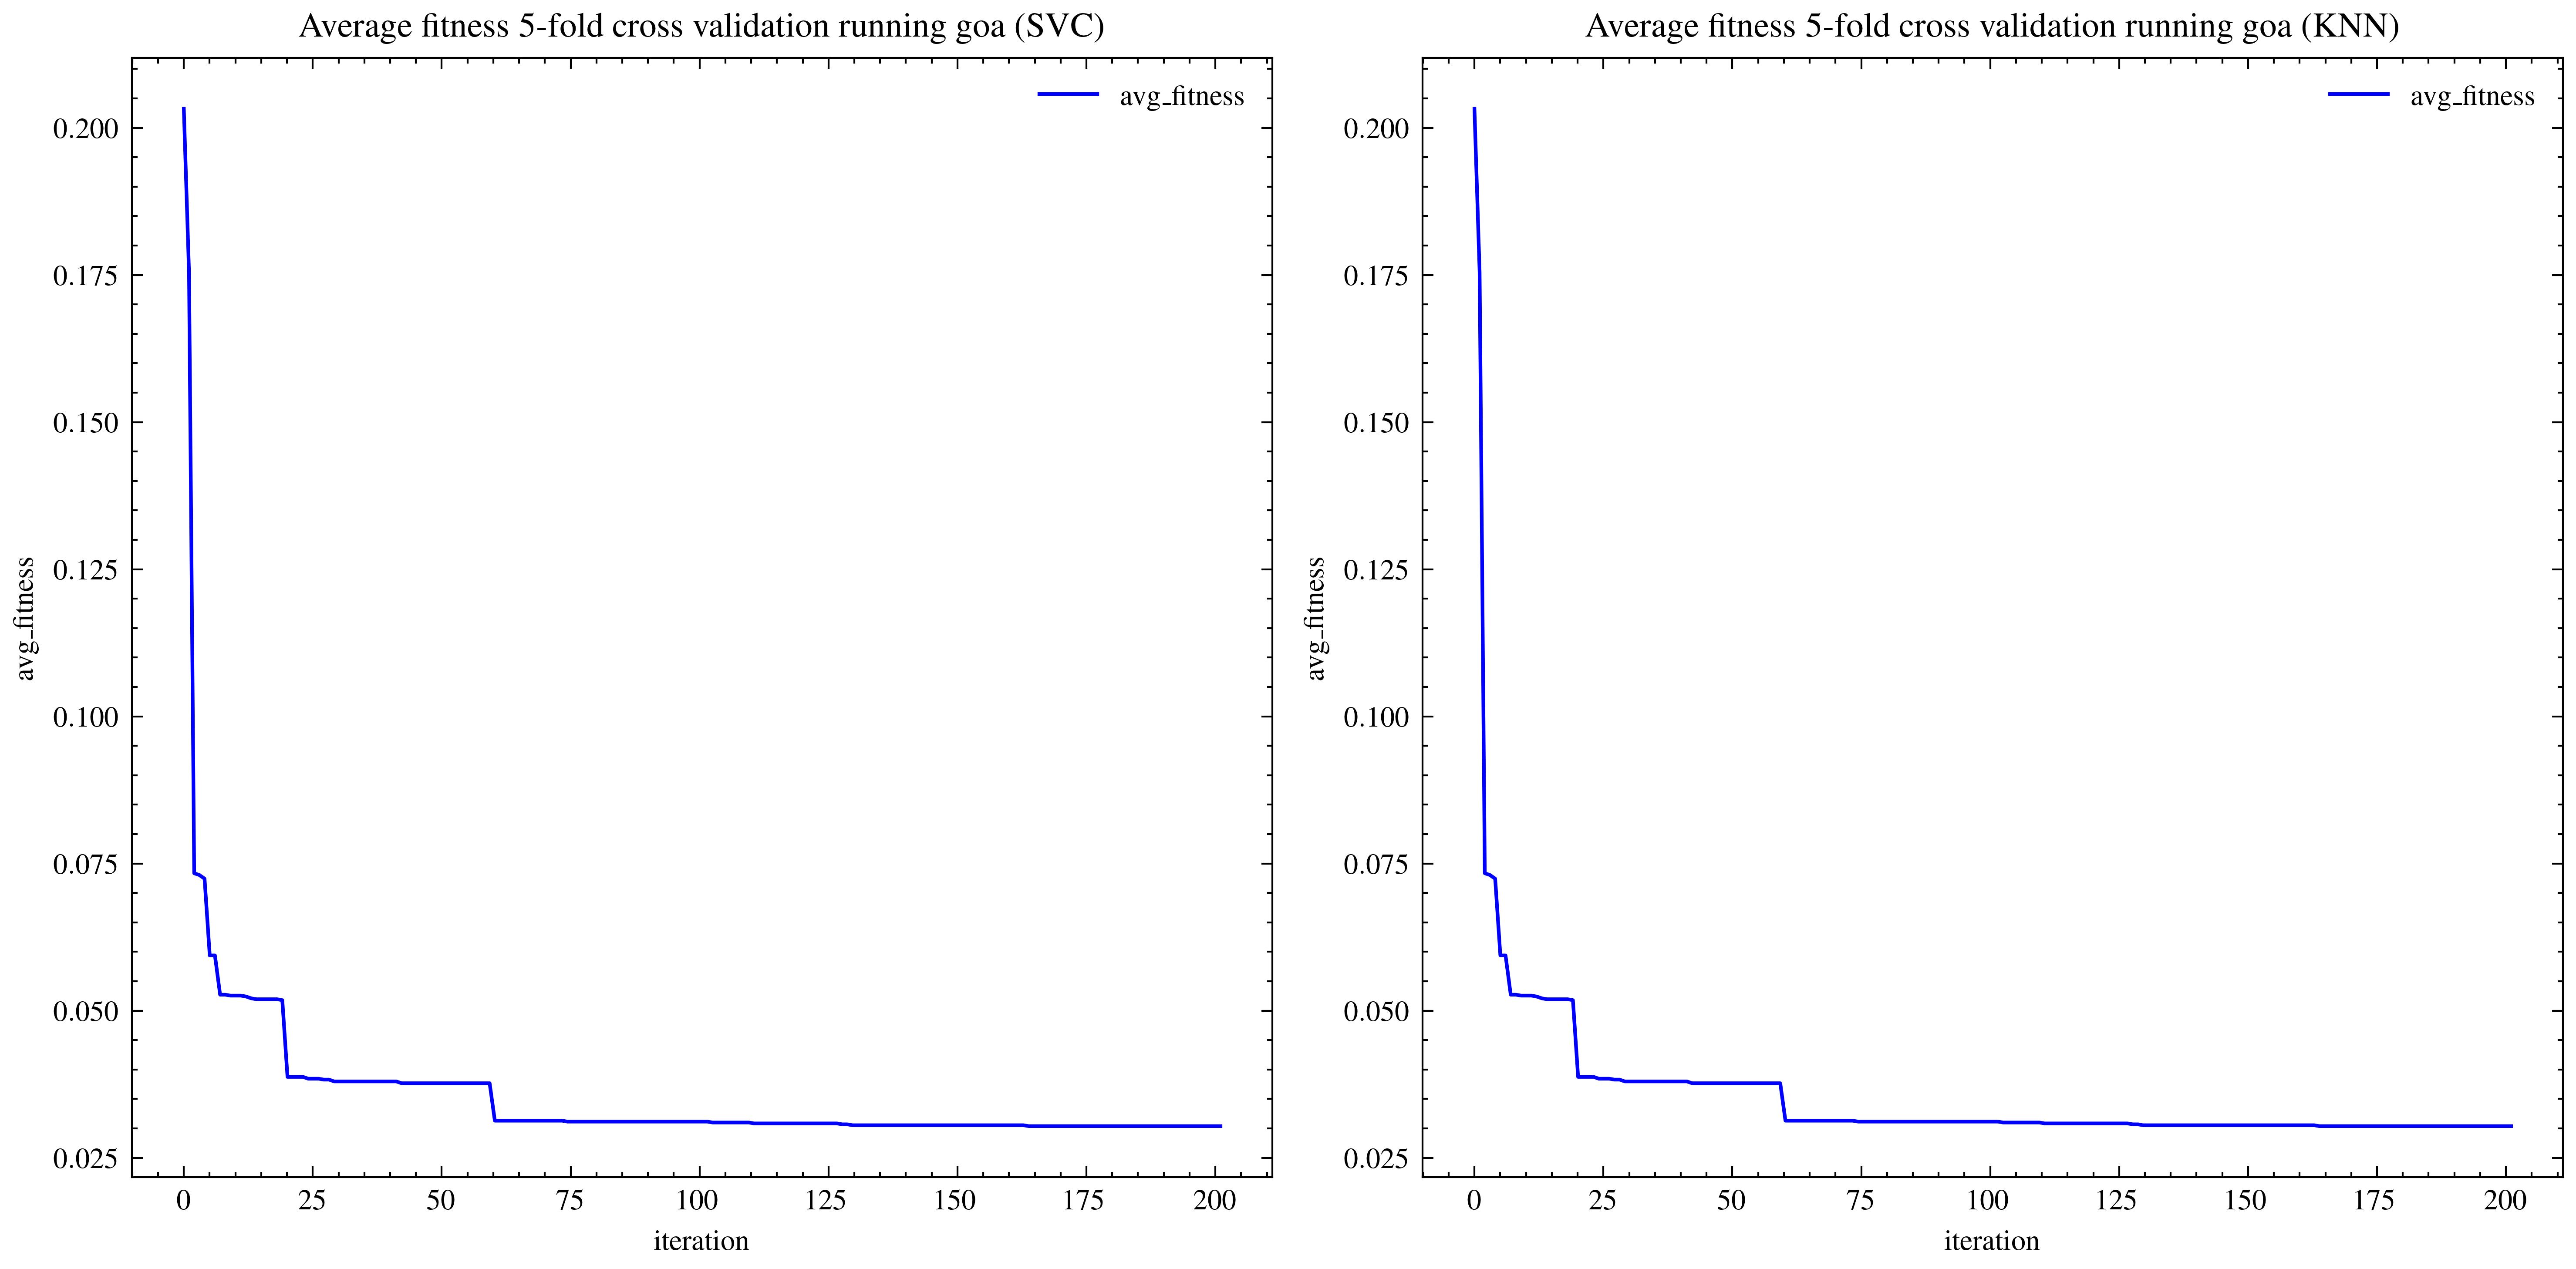 Average fitness 5-fold cross validation running goa (SVC)
avg_fitness
0.200
0.175
0.150
0.125
0.100
0.075
0.050
0.025
avg_fitness
0 25 50 75 100 125 150 175 200
iteration
Average fitness 5-fold cross validation running goa (KNN)
avg_fitness
0.200
0.175
0.150
0.125
0.100
0.075
0.050
0.025
avg_fitness
0 25 50 75 100 125 150 175 200
iteration